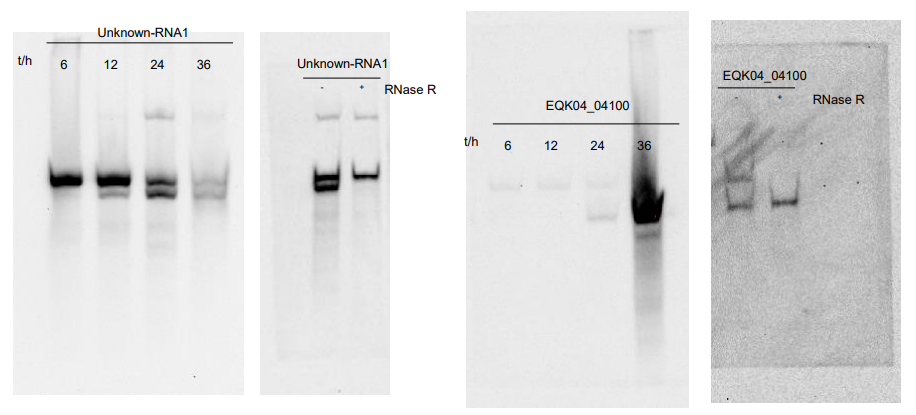 Unknown-RNA1
t/h 6 12 24 36
Unknown-RNA1
- + RNase R
EQK04_04100
t/h 6 12 24 36
EQK04_04100
- + RNase R